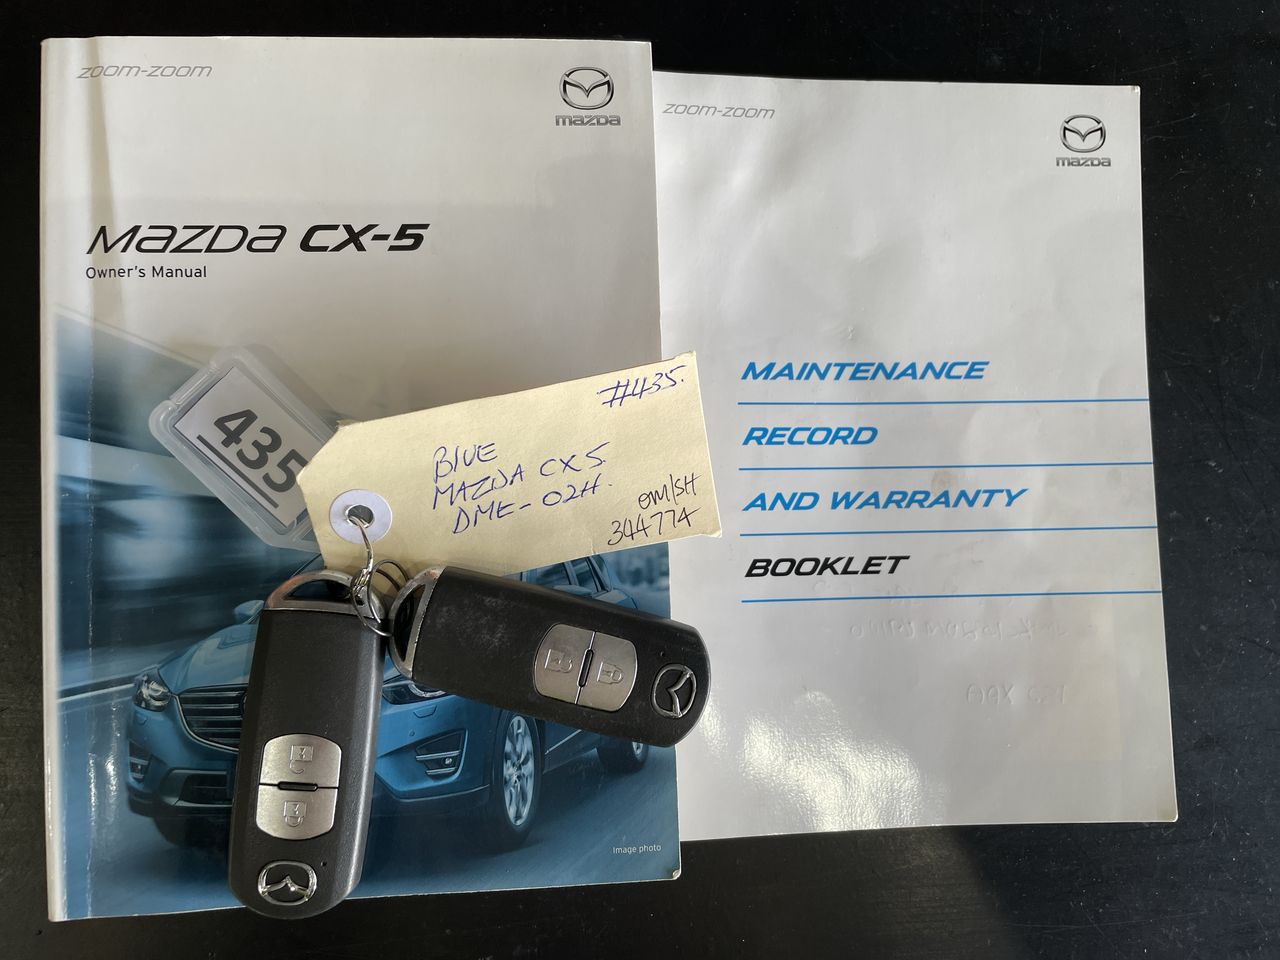 zoom-zoom
mazda
Mazda CX-5
Owner's Manual
zoom-zoom
mazda
MAINTENANCE
RECORD
AND WARRANTY
BOOKLET
435
#435.
BLUE
MAZDA CX5
DME-02H.
OM/SH
344774
Image photo